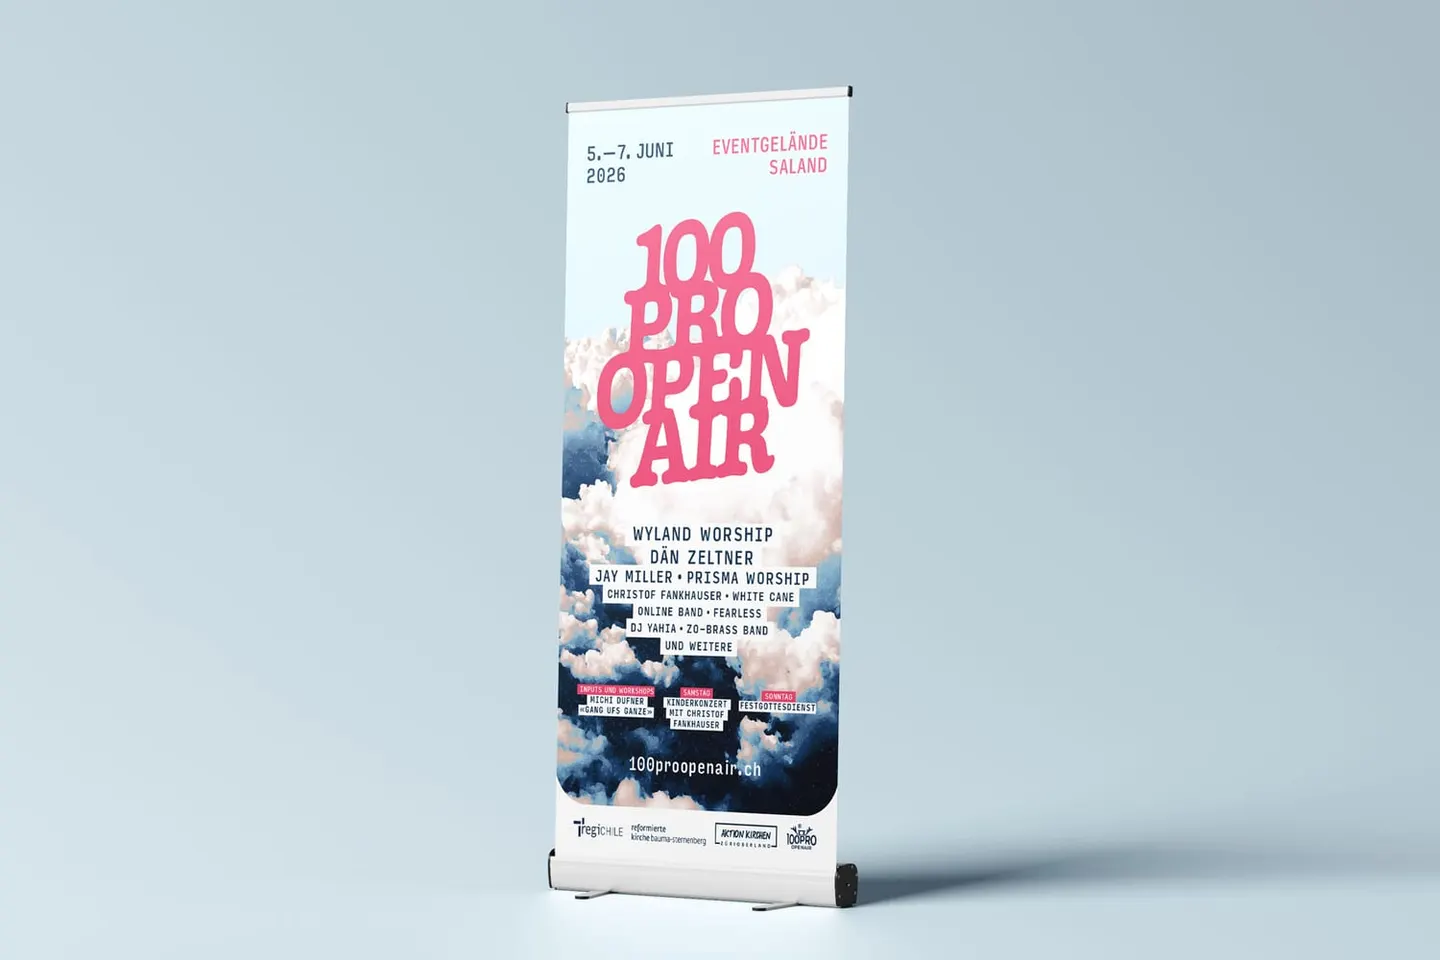 5.—7. JUNI
2026
EVENTGELÄNDE
SALAND
100
PRO
OPEN
AIR
WYLAND WORSHIP
DÄN ZELTNER
JAY MILLER • PRISMA WORSHIP
CHRISTOF FANKHAUSER • WHITE CANE
ONLINE BAND • FEARLESS
DJ YAHIA • ZO-BRASS BAND
UND WEITERE
INPUTS UND WORKSHOPS
MICHI DUFNER
«GANG UFS GANZE»
SAMSTAG
KINDERKONZERT
MIT CHRISTOF
FANKHAUSER
SONNTAG
FESTGOTTESDIENST
100proopenair.ch
regiCHILE
reformierte
kirche bauma-sternenberg
AKTION KIRCHEN
ZÜRIOBERLAND
100PRO
OPENAIR